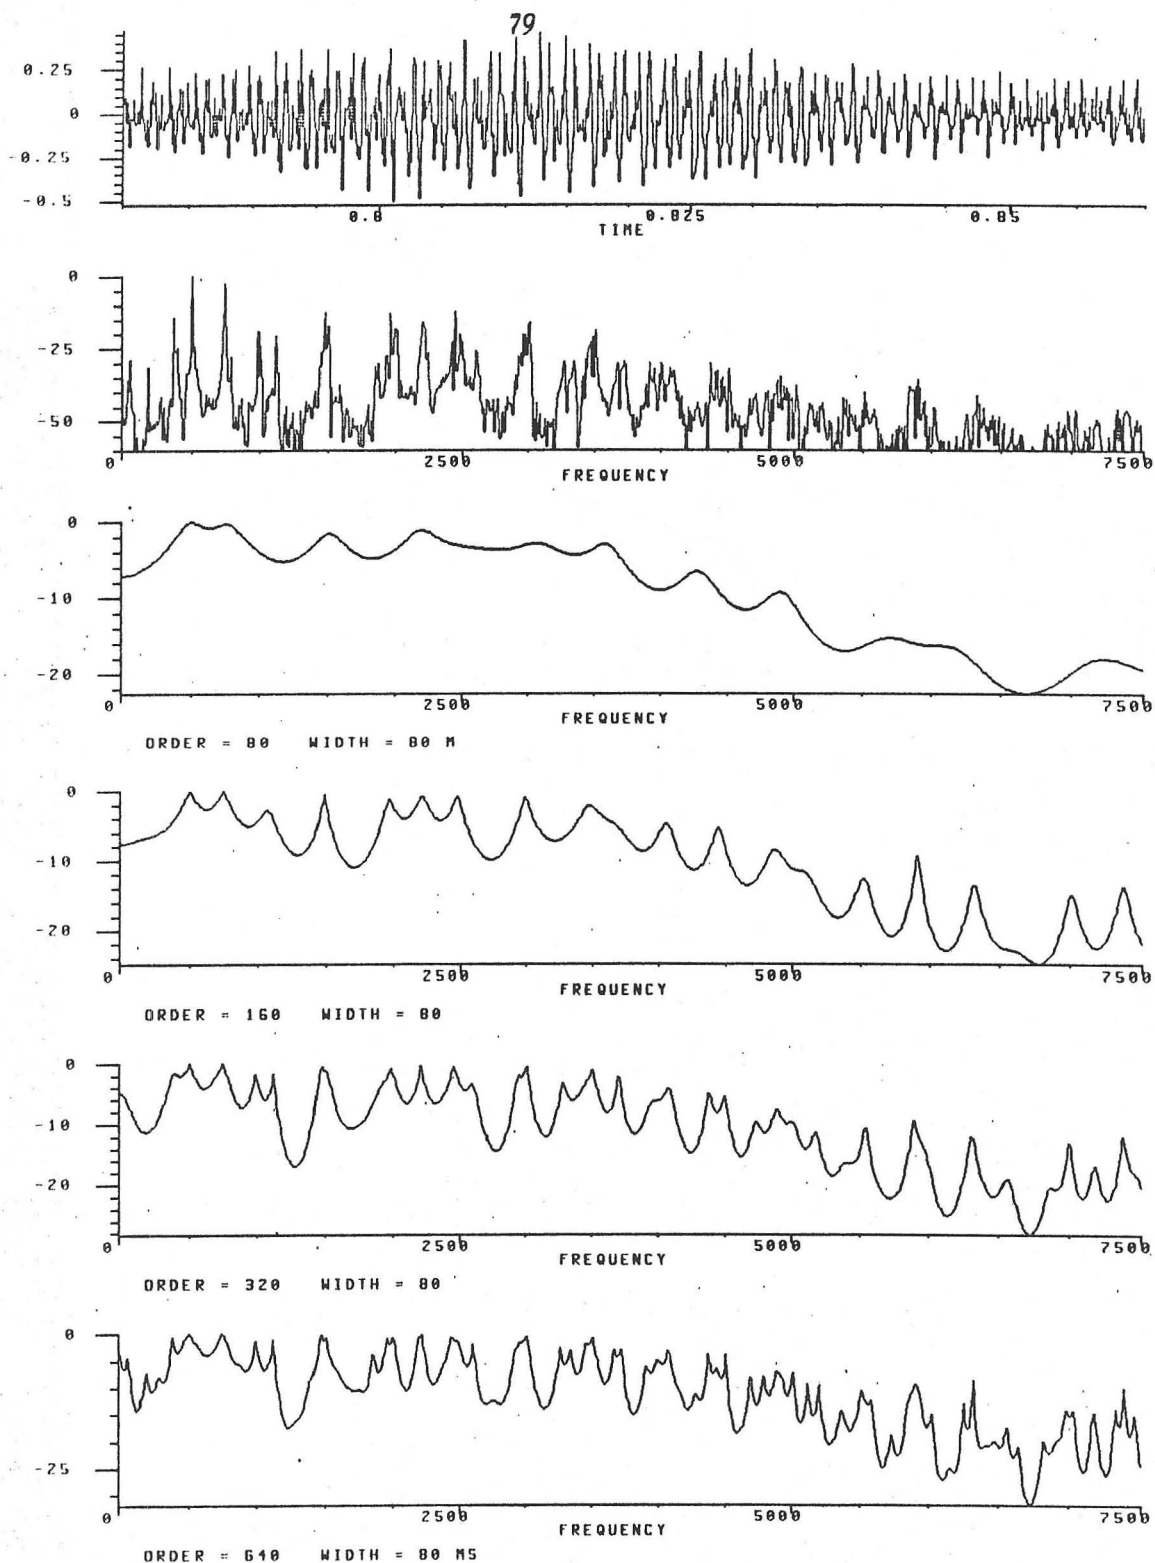 79
0.25
0
-0.25
-0.5
0.8 0.825 0.85
TIME
0
-25
-50
0 2500 5000 7500
FREQUENCY
0
-10
-20
0 2500 5000 7500
FREQUENCY
ORDER = 80 WIDTH = 80 M
0
-10
-20
0 2500 5000 7500
FREQUENCY
ORDER = 160 WIDTH = 80
0
-10
-20
0 2500 5000 7500
FREQUENCY
ORDER = 320 WIDTH = 80
0
-25
0 2500 5000 7500
FREQUENCY
ORDER = 640 WIDTH = 80 MS